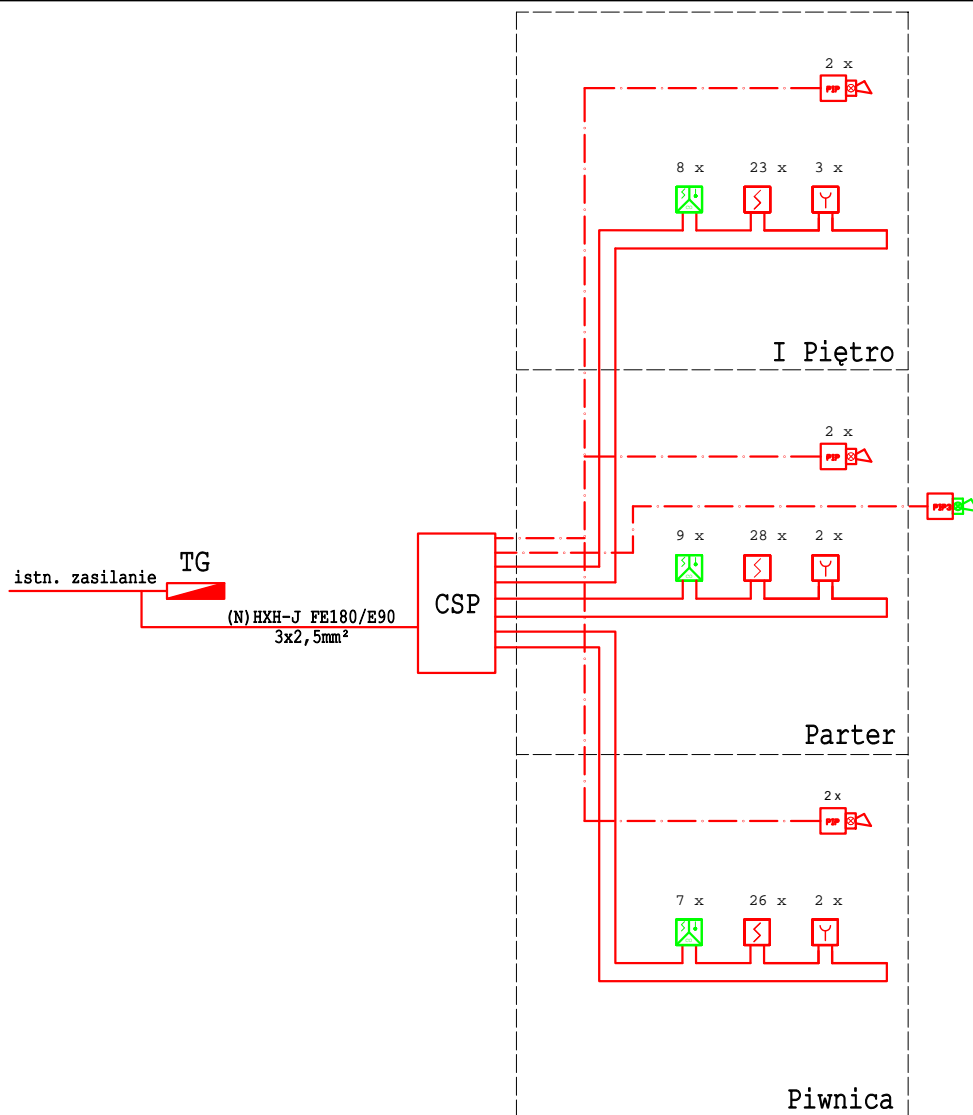 2 x
PIP
8 x 23 x 3 x
I Piętro
2 x
PIP
PIP3
9 x 28 x 2 x
TG
istn. zasilanie
CSP
(N)HXH-J FE180/E90
3x2,5mm²
Parter
2x
PIP
7 x 26 x 2 x
Piwnica